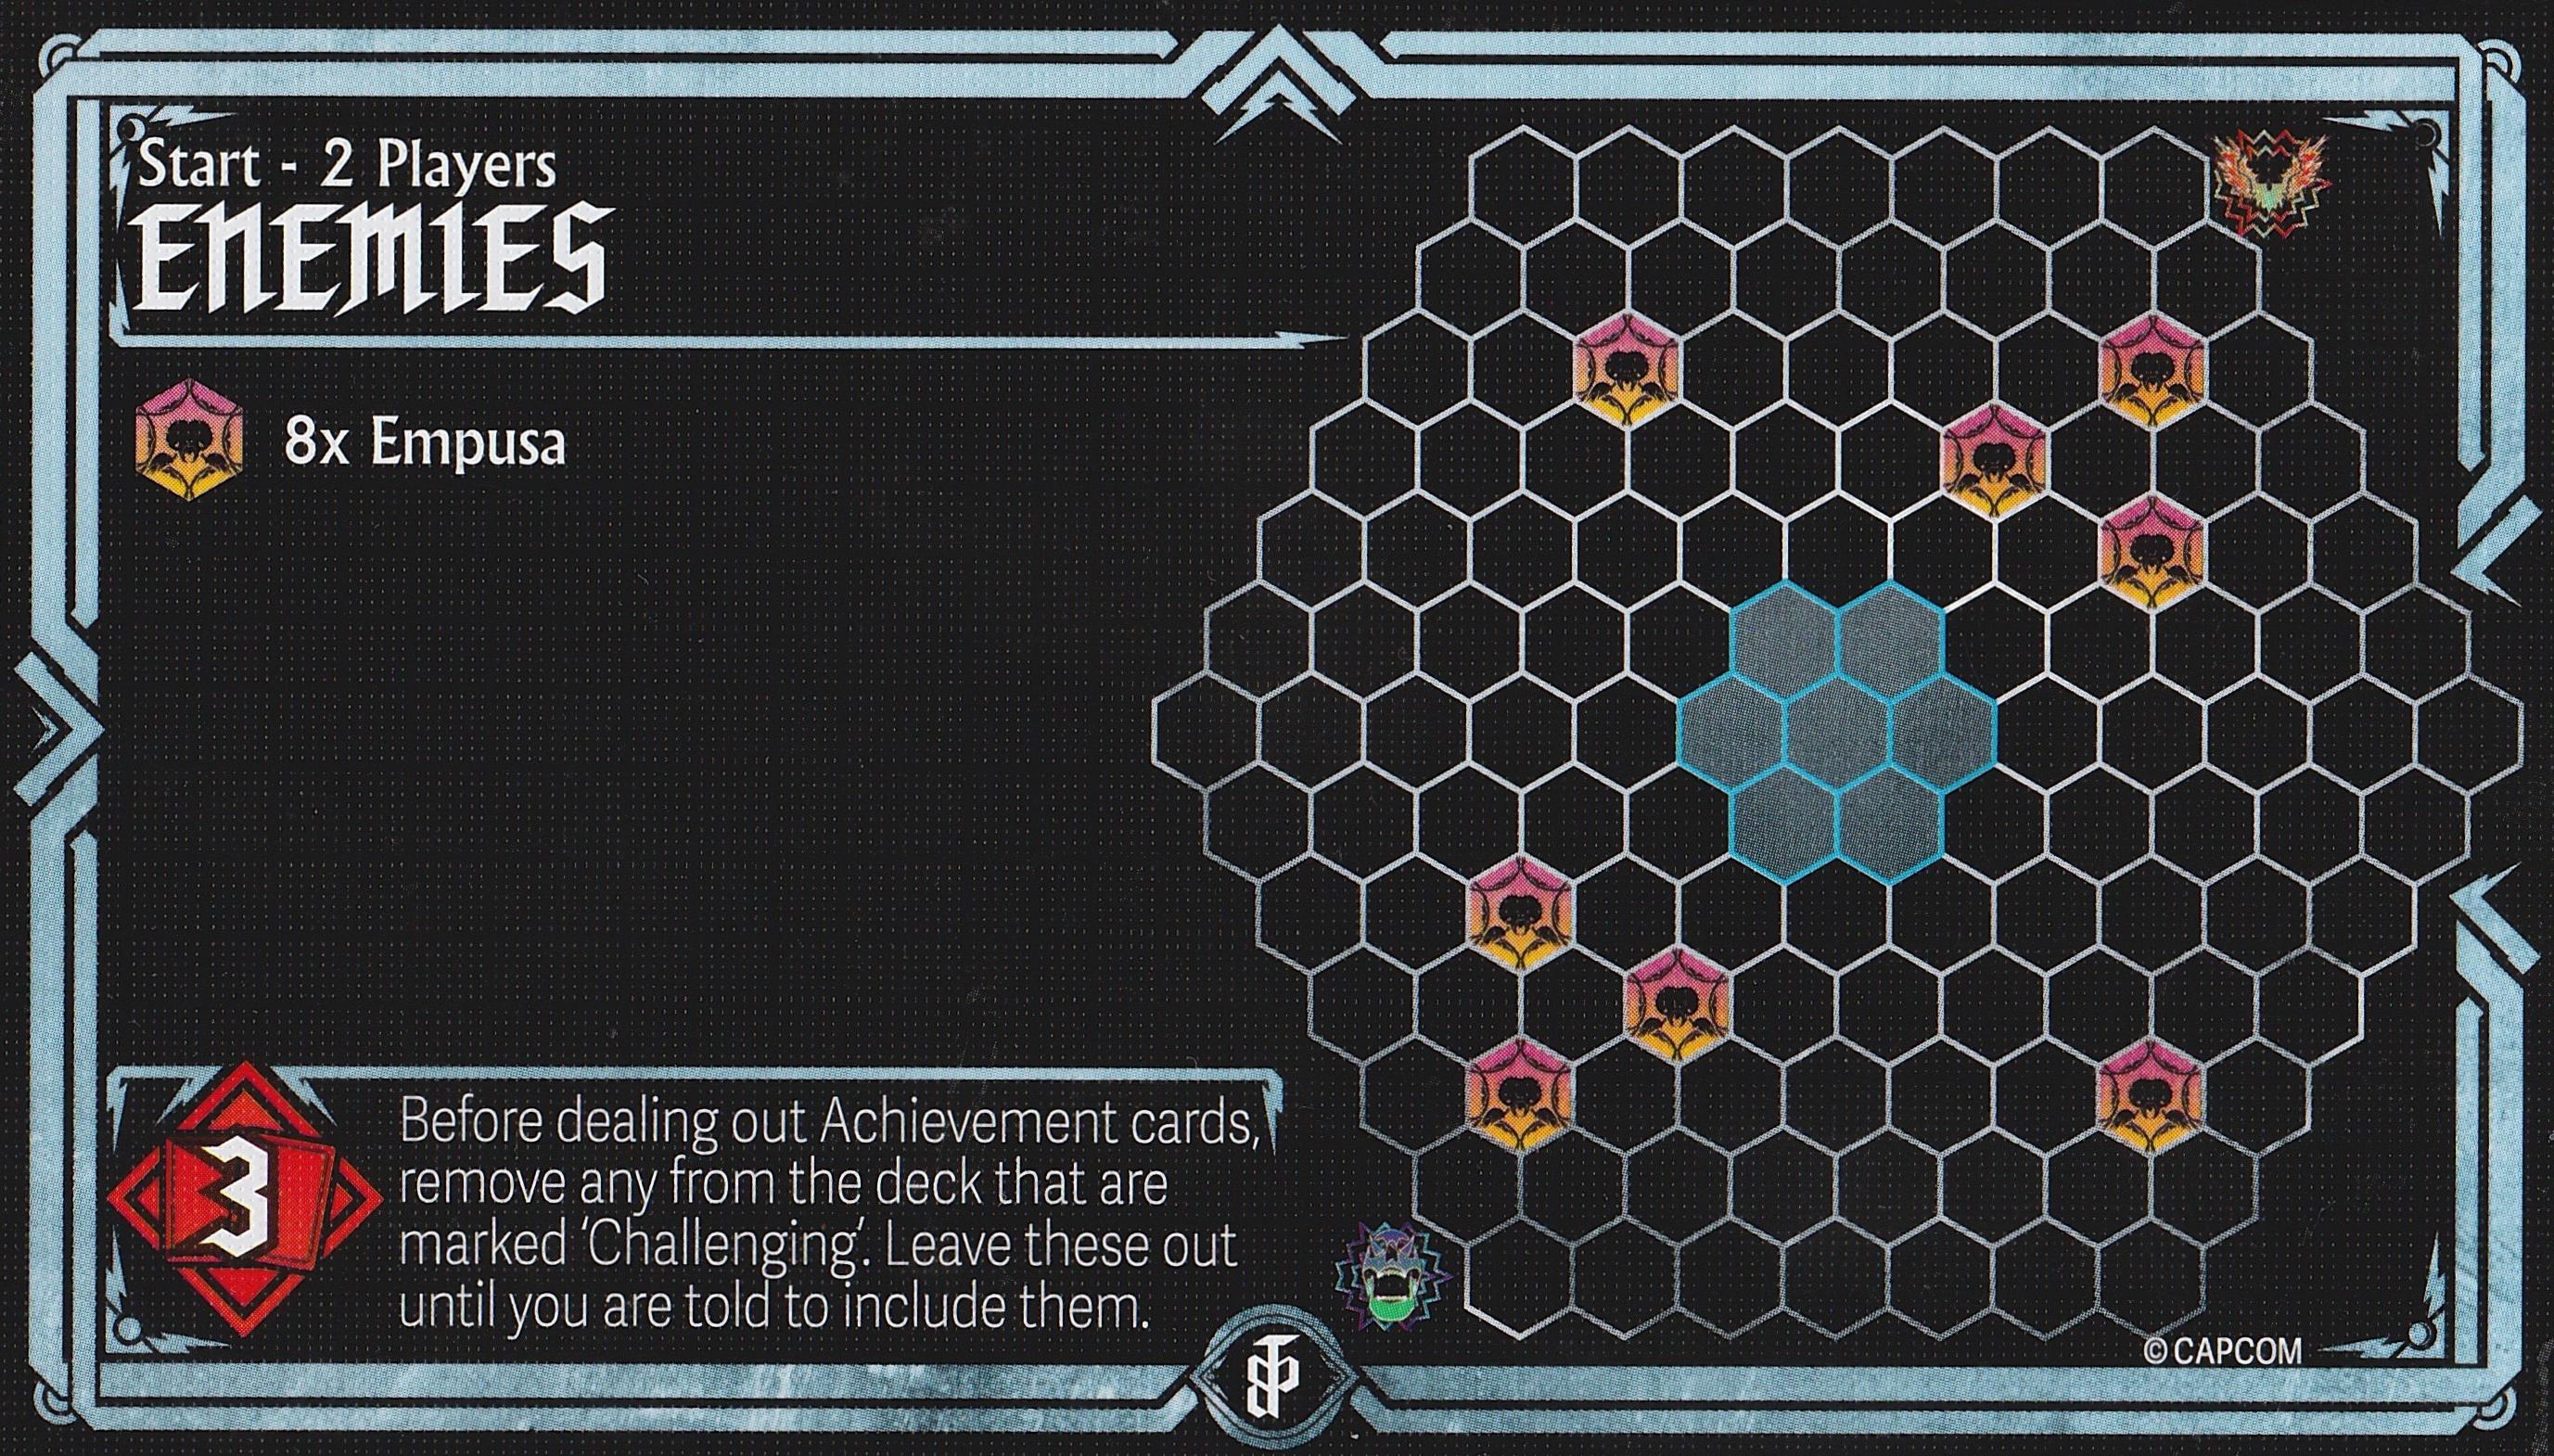 Start - 2 Players
ENEMIES
8x Empusa
3
Before dealing out Achievement cards,
remove any from the deck that are
marked ‘Challenging’. Leave these out
until you are told to include them.
©CAPCOM